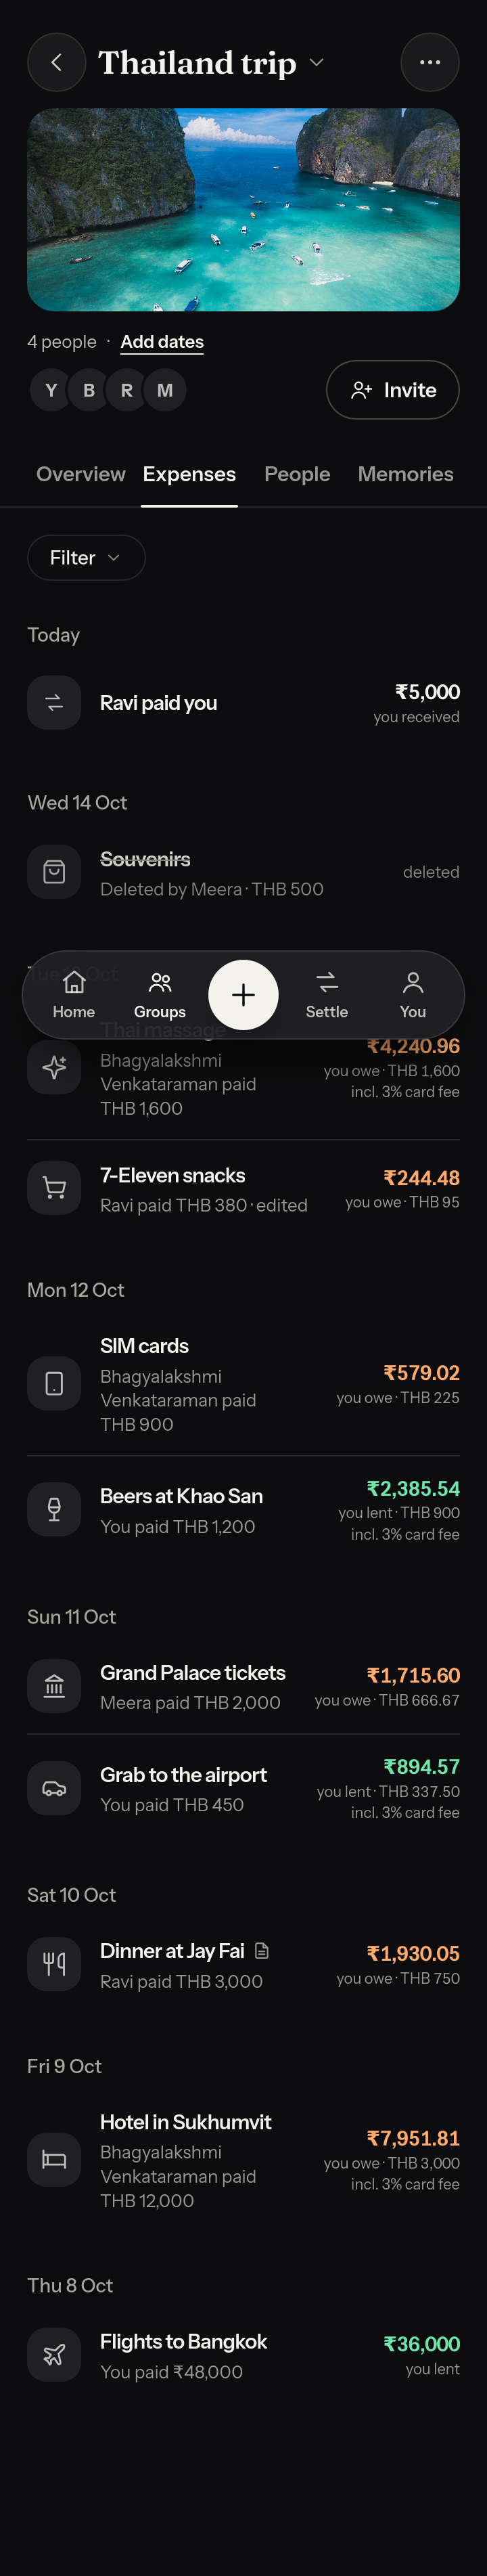 Thailand trip
4 people · Add dates
Y B R M
Invite
Overview Expenses People Memories
Filter
Today
Ravi paid you
₹5,000
you received
Wed 14 Oct
Souvenirs
Deleted by Meera · THB 500
deleted
Home
Groups
Settle
You
Thai massage
Bhagyalakshmi
Venkataraman paid
THB 1,600
₹4,240.96
you owe · THB 1,600
incl. 3% card fee
7-Eleven snacks
Ravi paid THB 380 · edited
₹244.48
you owe · THB 95
Mon 12 Oct
SIM cards
Bhagyalakshmi
Venkataraman paid
THB 900
₹579.02
you owe · THB 225
Beers at Khao San
You paid THB 1,200
₹2,385.54
you lent · THB 900
incl. 3% card fee
Sun 11 Oct
Grand Palace tickets
Meera paid THB 2,000
₹1,715.60
you owe · THB 666.67
Grab to the airport
You paid THB 450
₹894.57
you lent · THB 337.50
incl. 3% card fee
Sat 10 Oct
Dinner at Jay Fai
Ravi paid THB 3,000
₹1,930.05
you owe · THB 750
Fri 9 Oct
Hotel in Sukhumvit
Bhagyalakshmi
Venkataraman paid
THB 12,000
₹7,951.81
you owe · THB 3,000
incl. 3% card fee
Thu 8 Oct
Flights to Bangkok
You paid ₹48,000
₹36,000
you lent